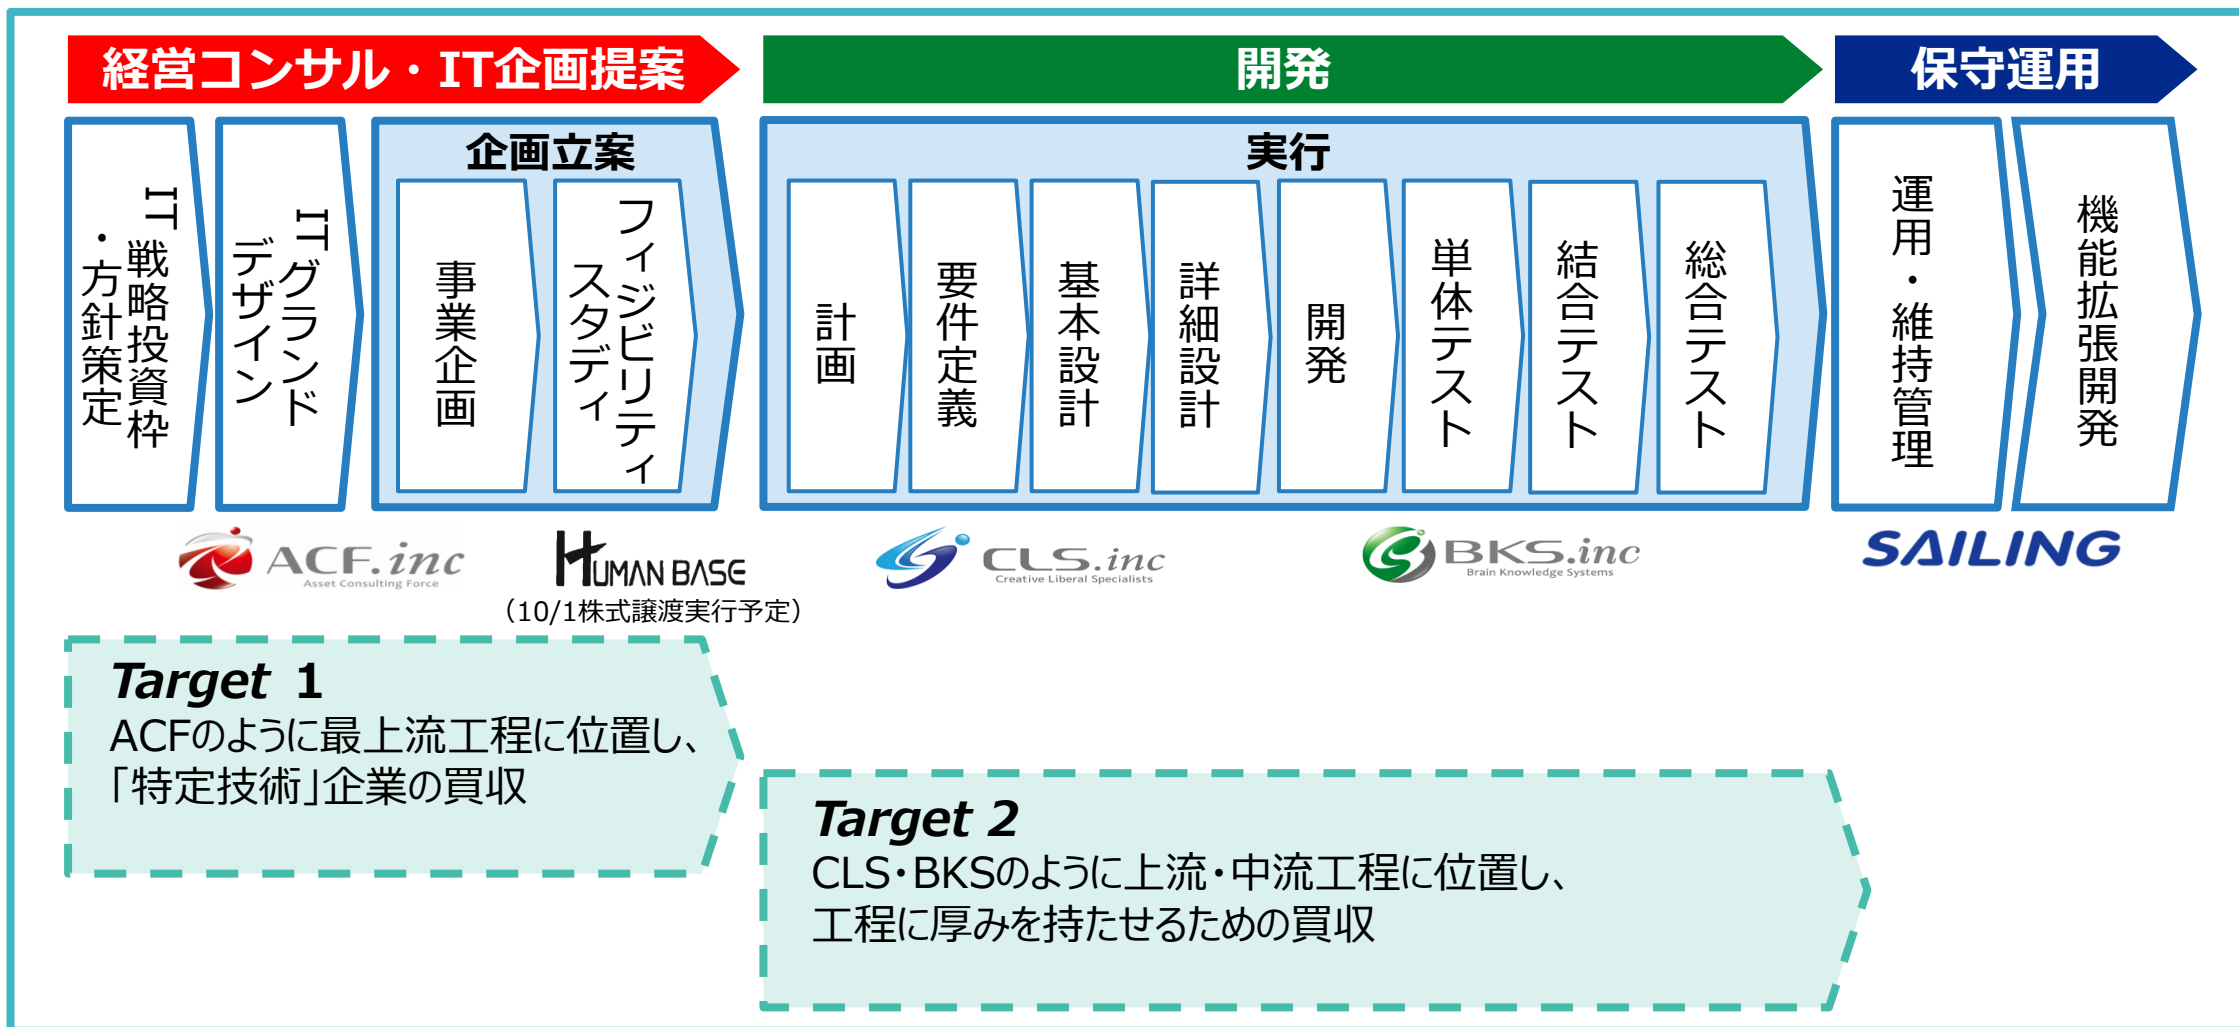 経営コンサル・IT企画提案
開発
保守運用
IT戦略投資枠
・方針策定
ITグランド
デザイン
企画立案
事業企画
フィジビリティ
スタディ
実行
計画
要件定義
基本設計
詳細設計
開発
単体テスト
結合テスト
総合テスト
運用・維持管理
機能拡張開発
ACF.inc
Asset Consulting Force
HUMAN BASE
（10/1株式譲渡実行予定）
CLS.inc
Creative Liberal Specialists
BKS.inc
Brain Knowledge Systems
SAILING
Target 1
ACFのように最上流工程に位置し、
「特定技術」企業の買収
Target 2
CLS・BKSのように上流・中流工程に位置し、
工程に厚みを持たせるための買収